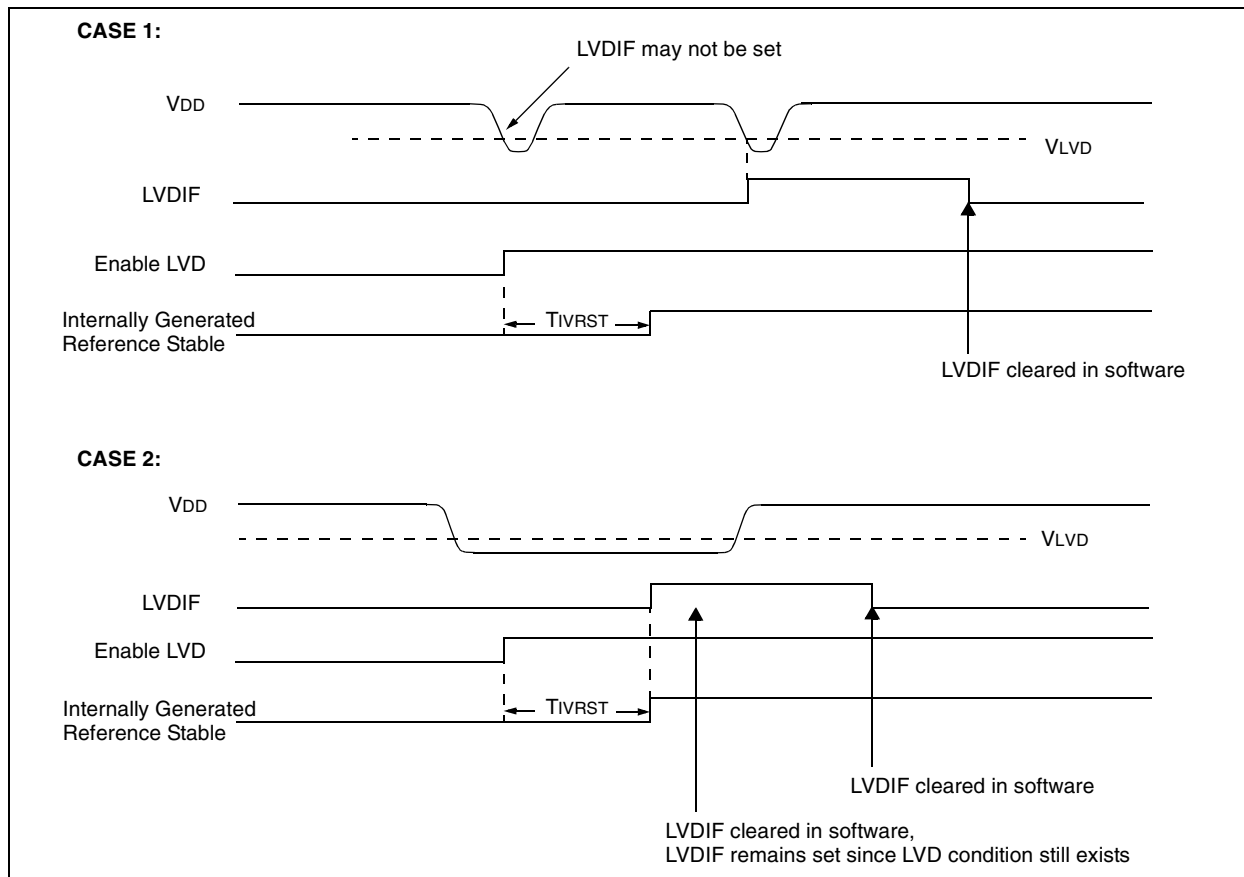 CASE 1:
LVDIF may not be set
VDD
VLVD
LVDIF
Enable LVD
TIVRST
Internally Generated
Reference Stable
LVDIF cleared in software
CASE 2:
VDD
VLVD
LVDIF
Enable LVD
TIVRST
Internally Generated
Reference Stable
LVDIF cleared in software
LVDIF cleared in software,
LVDIF remains set since LVD condition still exists